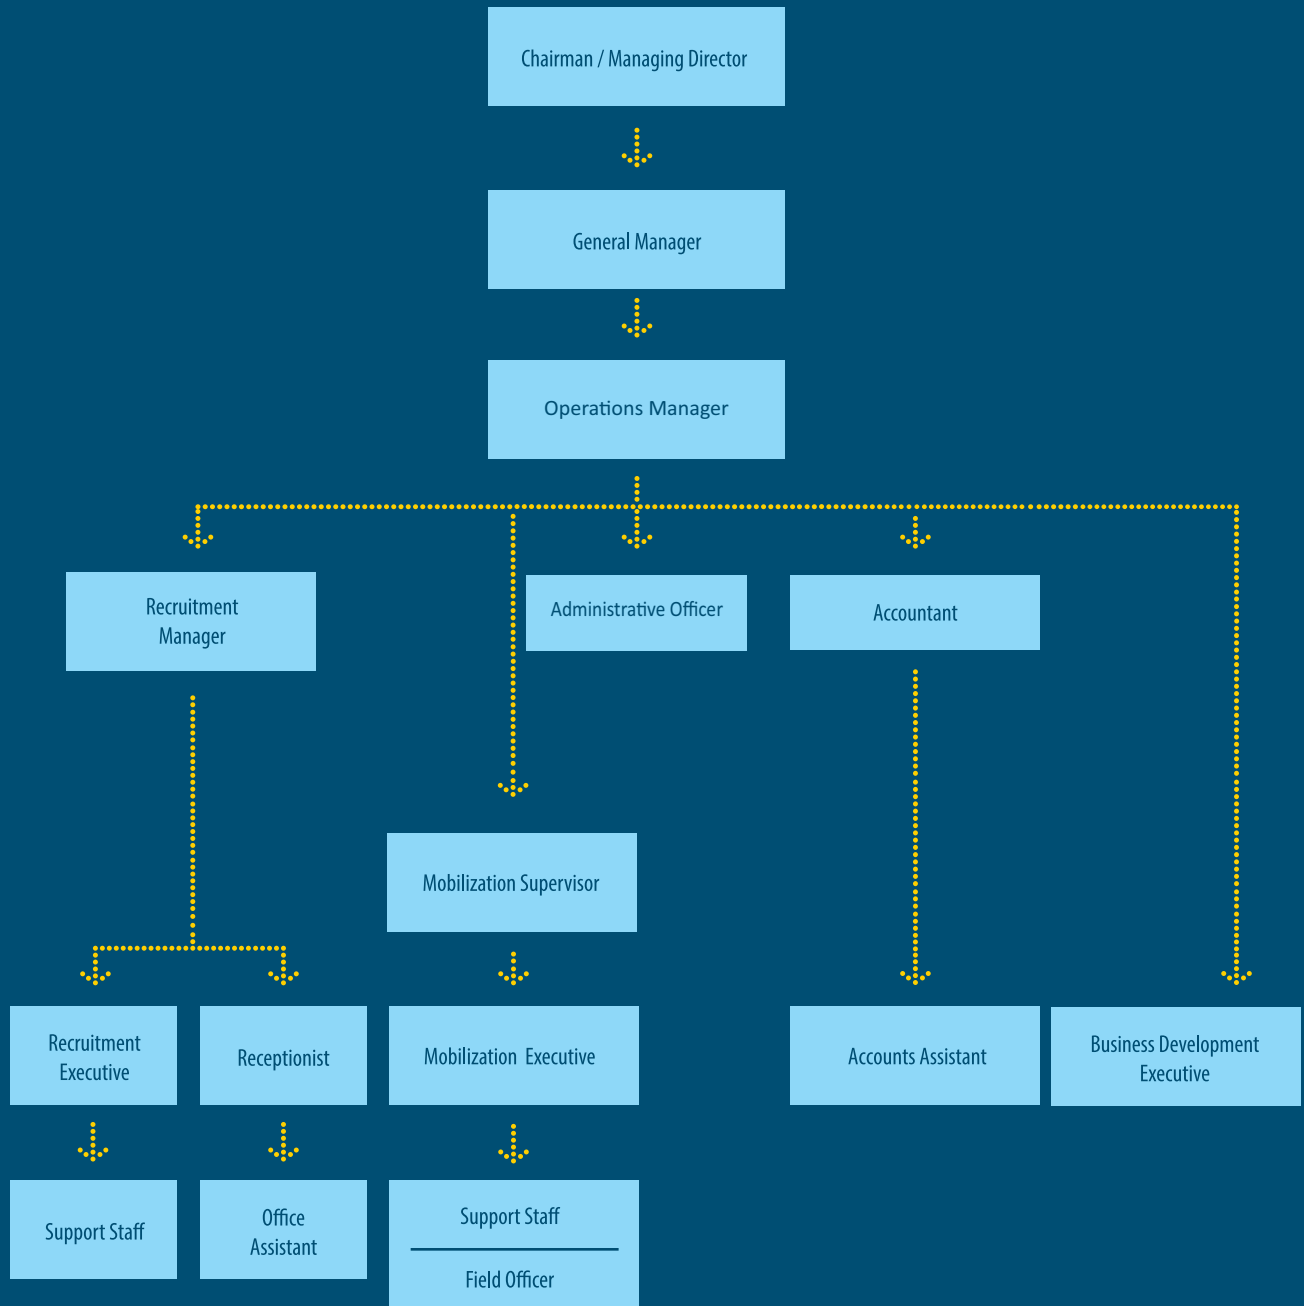 Chairman / Managing Director
General Manager
Operations Manager
Recruitment
Manager
Administrative Officer
Accountant
Mobilization Supervisor
Recruitment
Executive
Receptionist
Mobilization Executive
Accounts Assistant
Business Development
Executive
Support Staff
Office
Assistant
Support Staff
Field Officer